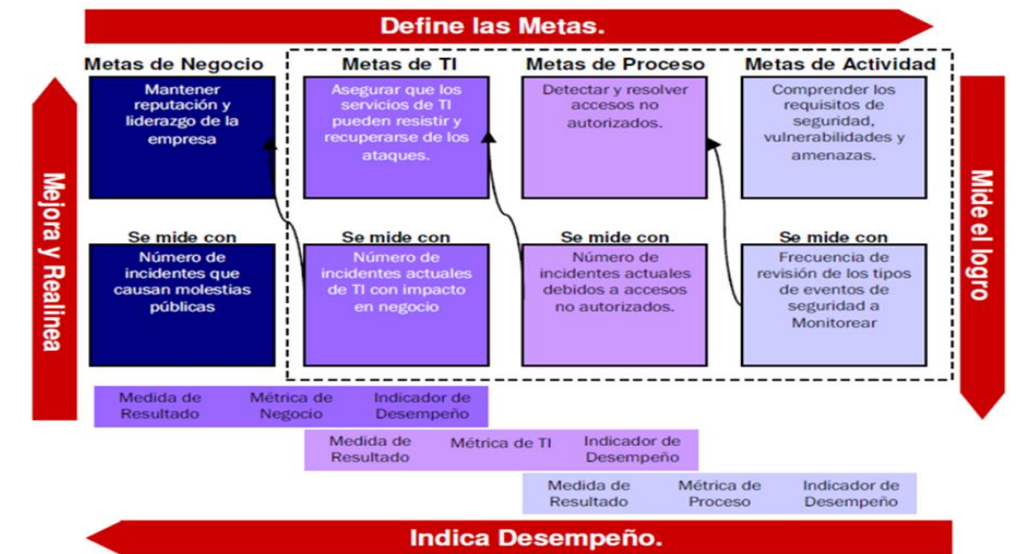 Define las Metas.
Metas de Negocio
Metas de TI
Metas de Proceso
Metas de Actividad
Mantener
reputación y
liderazgo de la
empresa
Asegurar que los
servicios de TI
pueden resistir y
recuperarse de los
ataques.
Detectar y resolver
accesos no
autorizados.
Comprender los
requisitos de
seguridad,
vulnerabilidades y
amenazas.
Mejora y Realinea
Mide el logro
Se mide con
Se mide con
Se mide con
Se mide con
Número de
incidentes que
causan molestias
públicas
Número de
incidentes actuales
de TI con impacto
en negocio
Número de
incidentes actuales
debidos a accesos
no autorizados.
Frecuencia de
revisión de los tipos
de eventos de
seguridad a
Monitorear
Medida de
Resultado
Métrica de
Negocio
Indicador de
Desempeño
Medida de
Resultado
Métrica de TI
Indicador de
Desempeño
Medida de
Resultado
Métrica de
Proceso
Indicador de
Desempeño
Indica Desempeño.